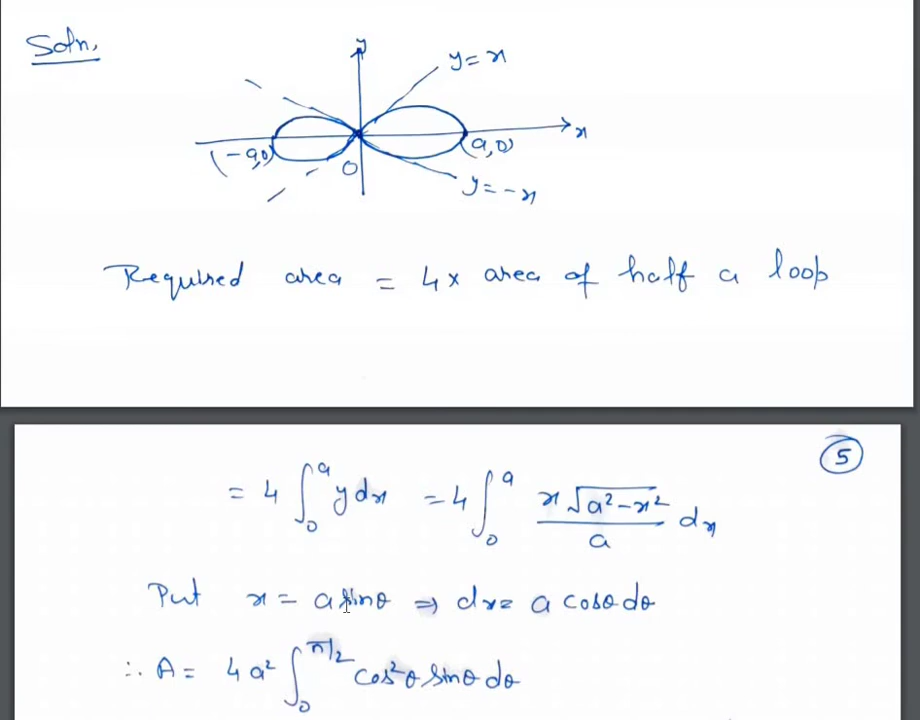 Soln.
y
y = x
x
(-a,0)
(a,0)
O
y = -x
Required area = 4 x area of half a loop
5
= 4 ∫₀ᵃ y dx = 4 ∫₀ᵃ x√(a²-x²)/a dx
Put x = a sinθ ⇒ dx = a cosθ dθ
∴ A = 4a² ∫₀^(π/2) cos²θ sinθ dθ